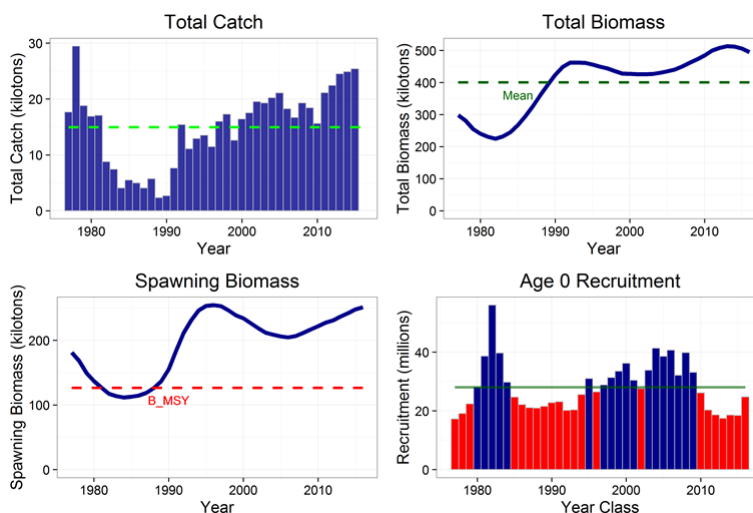 Total Catch
Total Catch (kilotons)
30
20
10
0
1980
1990
2000
2010
Year
Total Biomass
Total Biomass (kilotons)
500
400
300
200
100
0
Mean
1980
1990
2000
2010
Year
Spawning Biomass
Spawning Biomass (kilotons)
200
100
0
B_MSY
1980
1990
2000
2010
Year
Age 0 Recruitment
Recruitment (millions)
40
20
0
1980
1990
2000
2010
Year Class